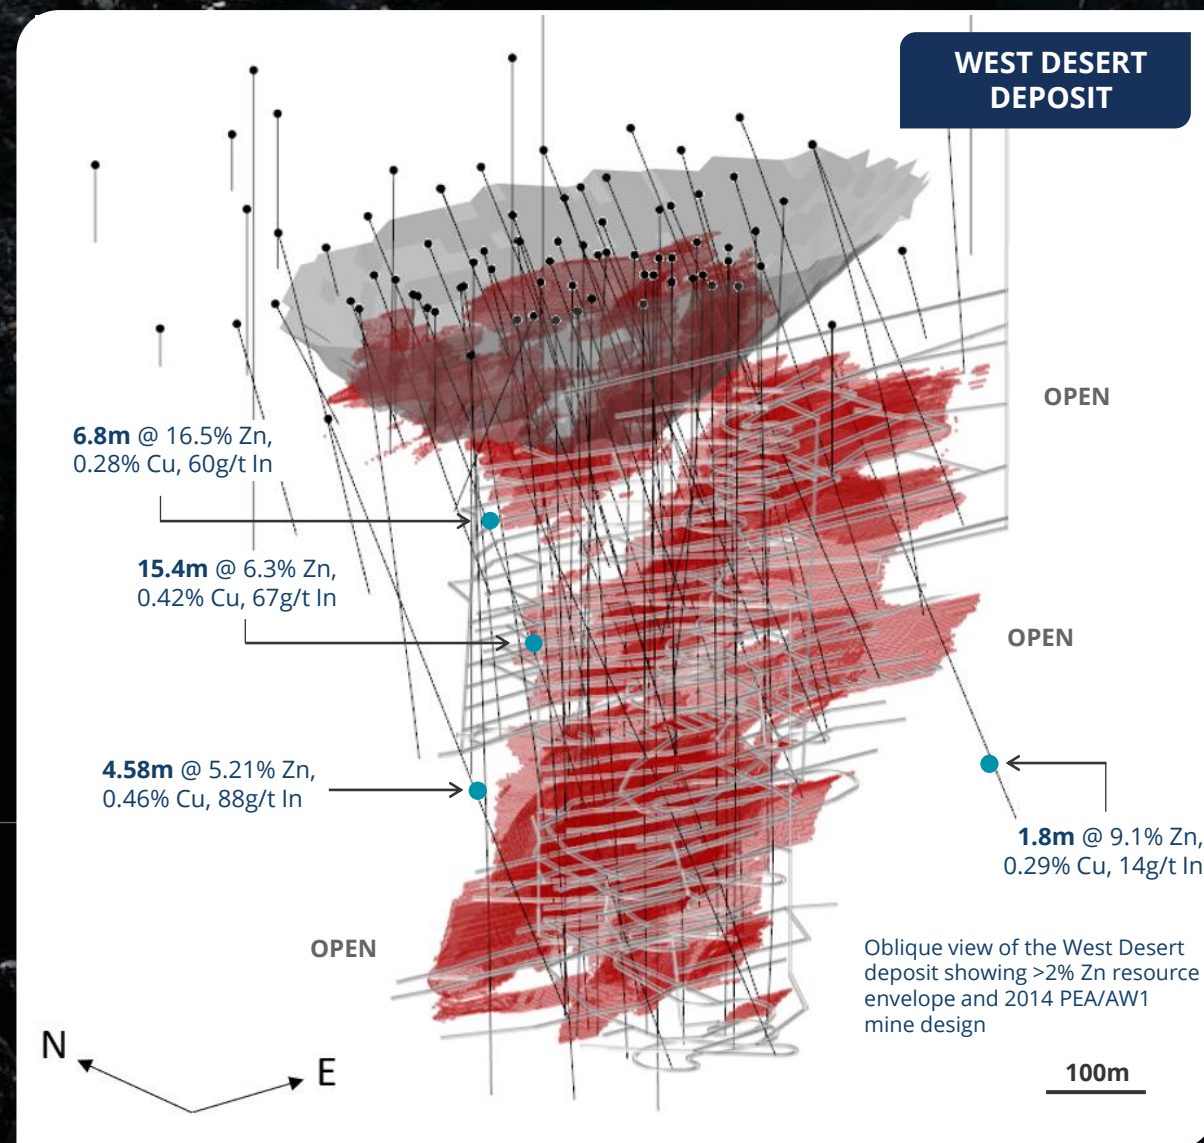 WEST DESERT
DEPOSIT
OPEN
6.8m @ 16.5% Zn,
0.28% Cu, 60g/t In
15.4m @ 6.3% Zn,
0.42% Cu, 67g/t In
OPEN
4.58m @ 5.21% Zn,
0.46% Cu, 88g/t In
1.8m @ 9.1% Zn,
0.29% Cu, 14g/t In
OPEN
Oblique view of the West Desert
deposit showing >2% Zn resource
envelope and 2014 PEA/AW1
mine design
N
E
100m